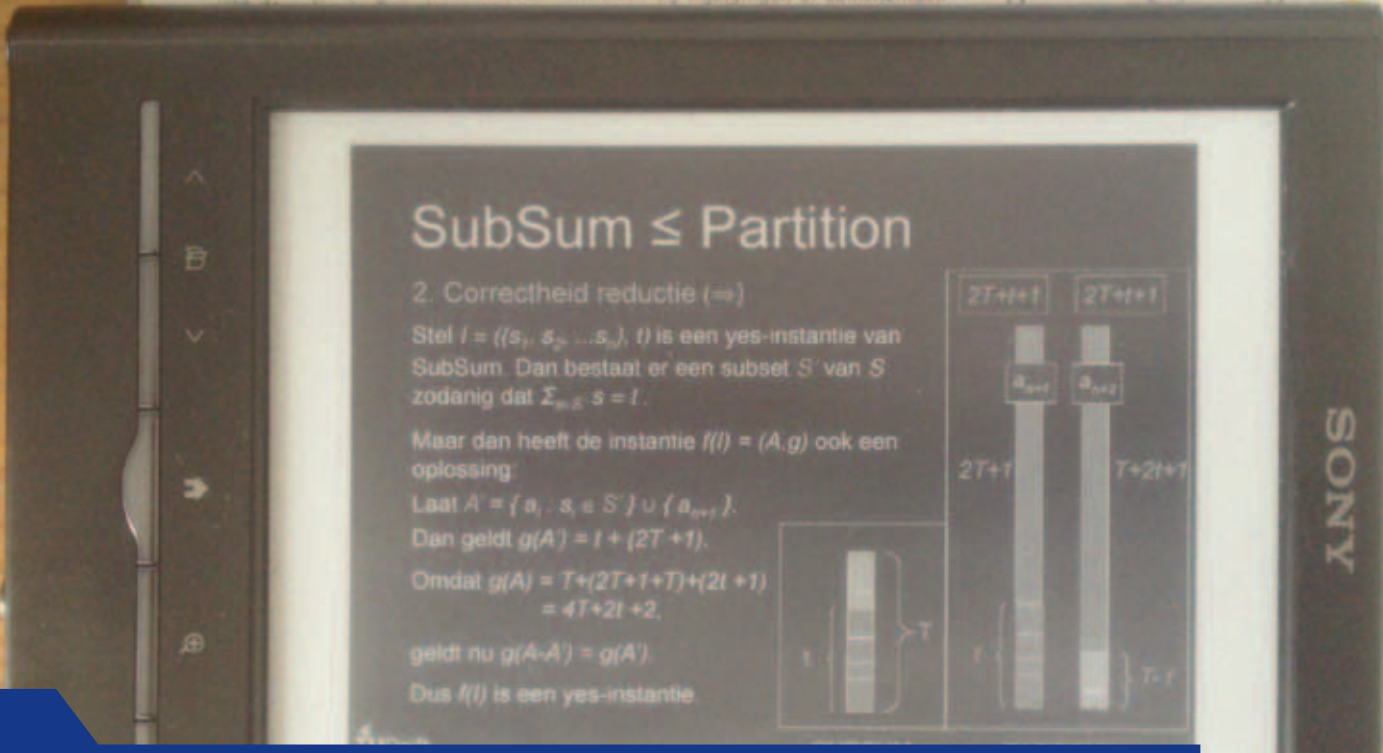 SubSum ≤ Partition
2. Correctheid reductie (⇒)
Stel I = ((s₁, s₂, ...sₙ), t) is een yes-instantie van
SubSum. Dan bestaat er een subset S' van S
zodanig dat Σ s = t.
Maar dan heeft de instantie f(I) = (A,g) ook een
oplossing:
Laat A' = { aᵢ : sᵢ ∈ S'} ∪ { aₙ₊₁ }.
Dan geldt g(A') = t + (2T +1).
Omdat g(A) = T+(2T+1+T)+(2t +1)
= 4T+2t +2,
geldt nu g(A-A') = g(A').
Dus f(I) is een yes-instantie
2T+t+1 2T+t+1
aₙ₊₁ aₙ₊₂
2T+1 T+2t+1
t T
t T-t
SONY